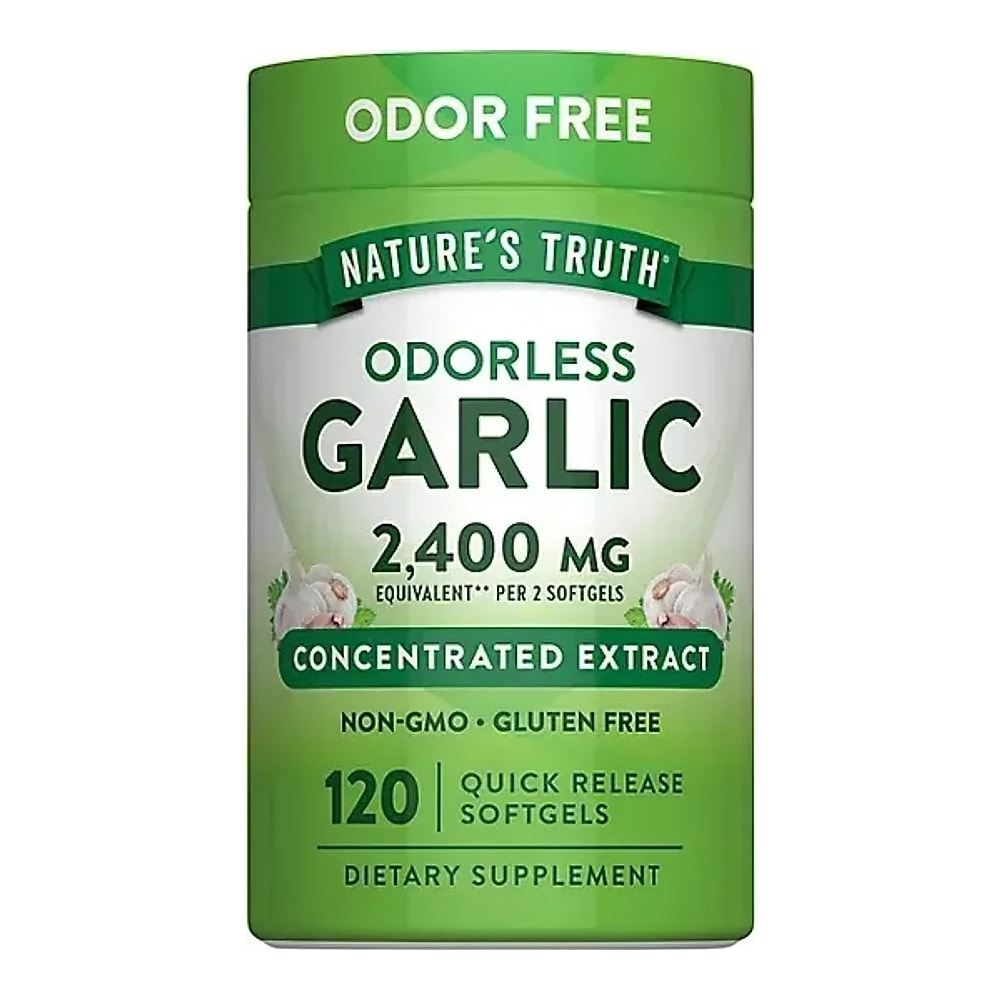 ODOR FREE
NATURE'S TRUTH®
ODORLESS
GARLIC
2,400 MG
EQUIVALENT** PER 2 SOFTGELS
CONCENTRATED EXTRACT
NON-GMO • GLUTEN FREE
120
QUICK RELEASE
SOFTGELS
DIETARY SUPPLEMENT